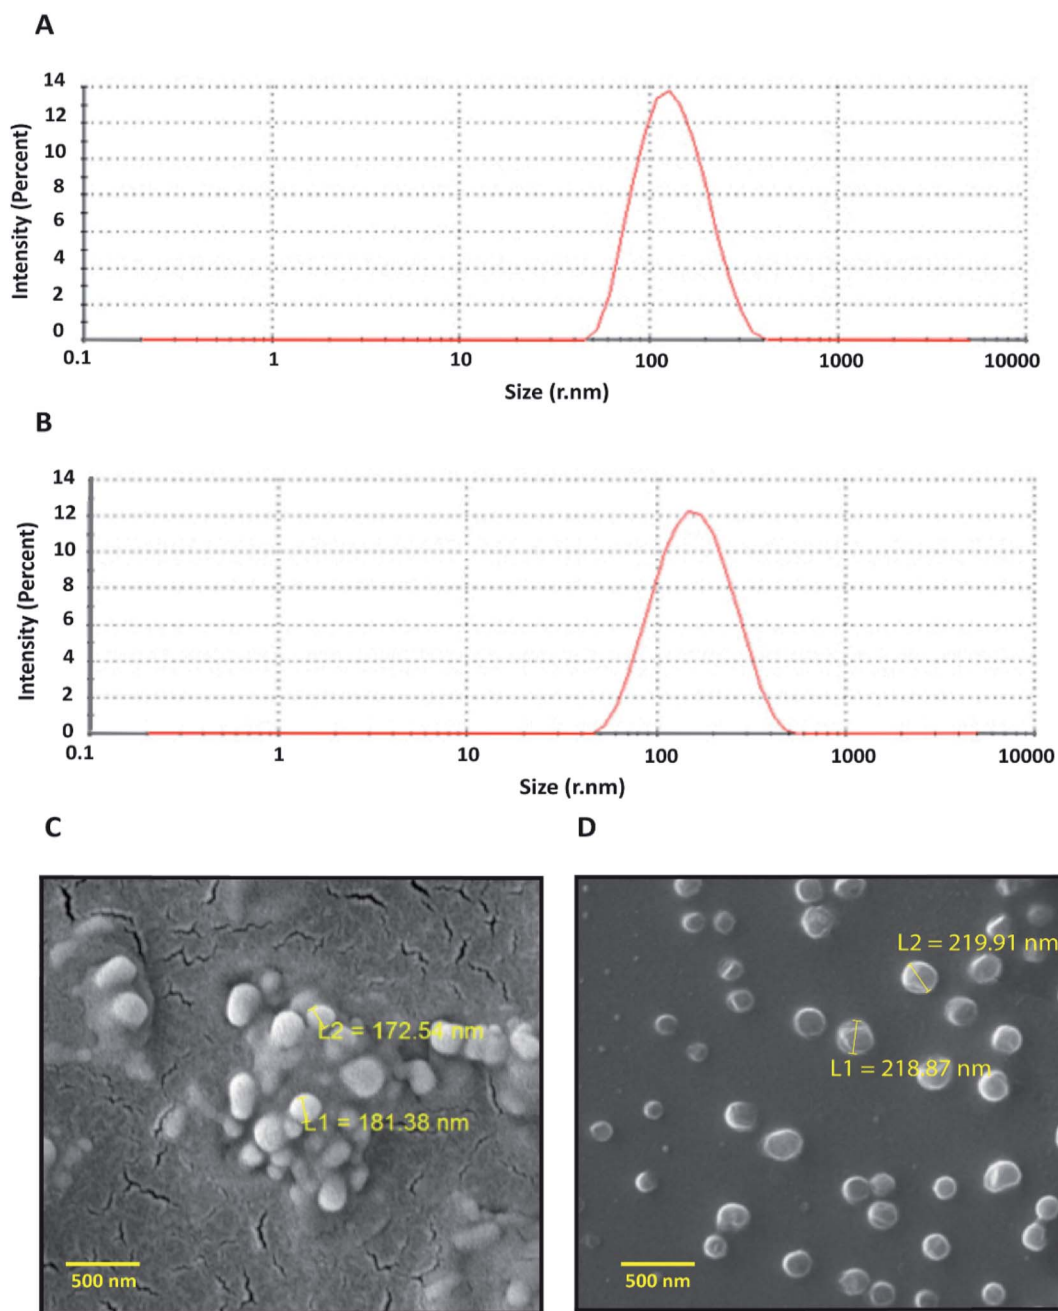 A
Intensity (Percent)
14
12
10
8
6
4
2
0
0.1 1 10 100 1000 10000
Size (r.nm)
B
Intensity (Percent)
14
12
10
8
6
4
2
0
0.1 1 10 100 1000 10000
Size (r.nm)
C
L2 = 172.54 nm
L1 = 181.38 nm
500 nm
D
L2 = 219.91 nm
L1 = 218.87 nm
500 nm